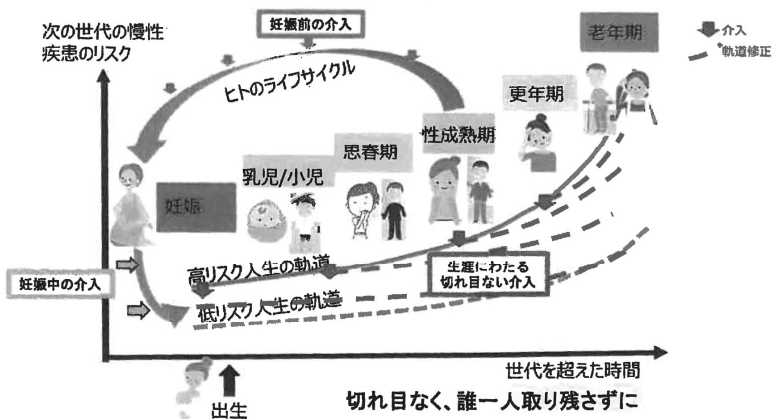 次の世代の慢性
疾患のリスク
妊娠前の介入
老年期
介入
軌道修正
ヒトのライフサイクル
更年期
性成熟期
思春期
乳児/小児
妊娠
高リスク人生の軌道
生涯にわたる
切れ目ない介入
妊娠中の介入
低リスク人生の軌道
世代を超えた時間
出生
切れ目なく、誰一人取り残さずに